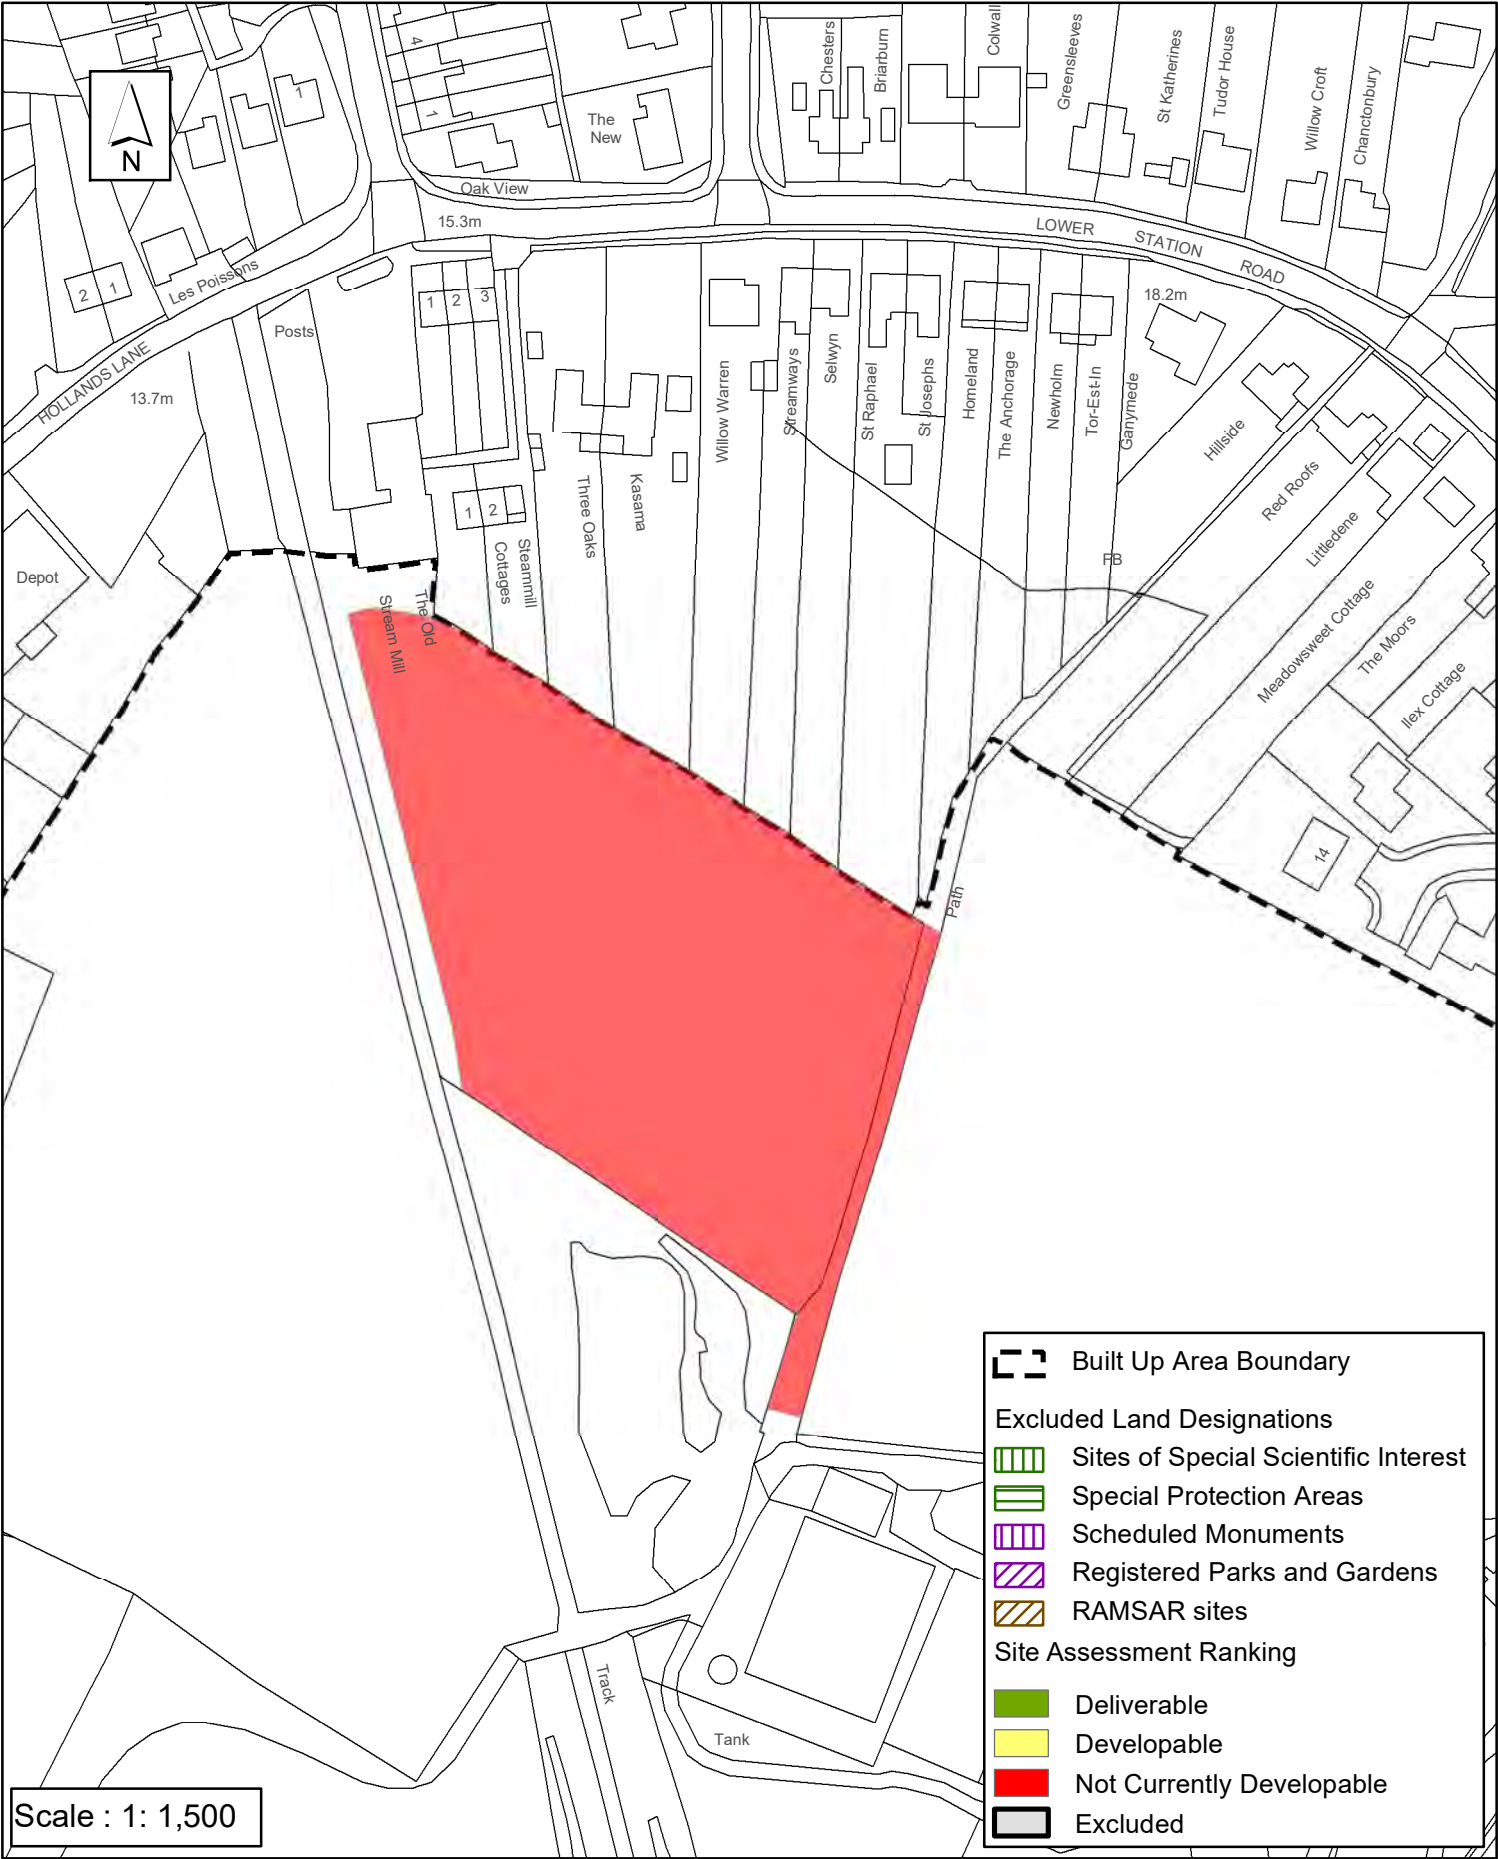 4
1
1
The
New
Chesters
Briarburn
Colwall
Greensleeves
St Katherines
Tudor House
Willow Croft
Chanctonbury
N
Oak View
15.3m
LOWER STATION ROAD
18.2m
2 1
Les Poissons
Posts
HOLLANDS LANE
13.7m
1 2 3
Willow Warren
Streamways
Selwyn
St Raphael
St Josephs
Homeland
The Anchorage
Newholm
Tor-Est-In
Ganymede
Hillside
Red Roofs
Littledene
Meadowsweet Cottage
The Moors
Ilex Cottage
Three Oaks
Kasama
1 2
Steammill
Cottages
FB
Depot
The Old
Stream Mill
14
Path
Track
Tank
Built Up Area Boundary
Excluded Land Designations
Sites of Special Scientific Interest
Special Protection Areas
Scheduled Monuments
Registered Parks and Gardens
RAMSAR sites
Site Assessment Ranking
Deliverable
Developable
Not Currently Developable
Excluded
Scale : 1: 1,500